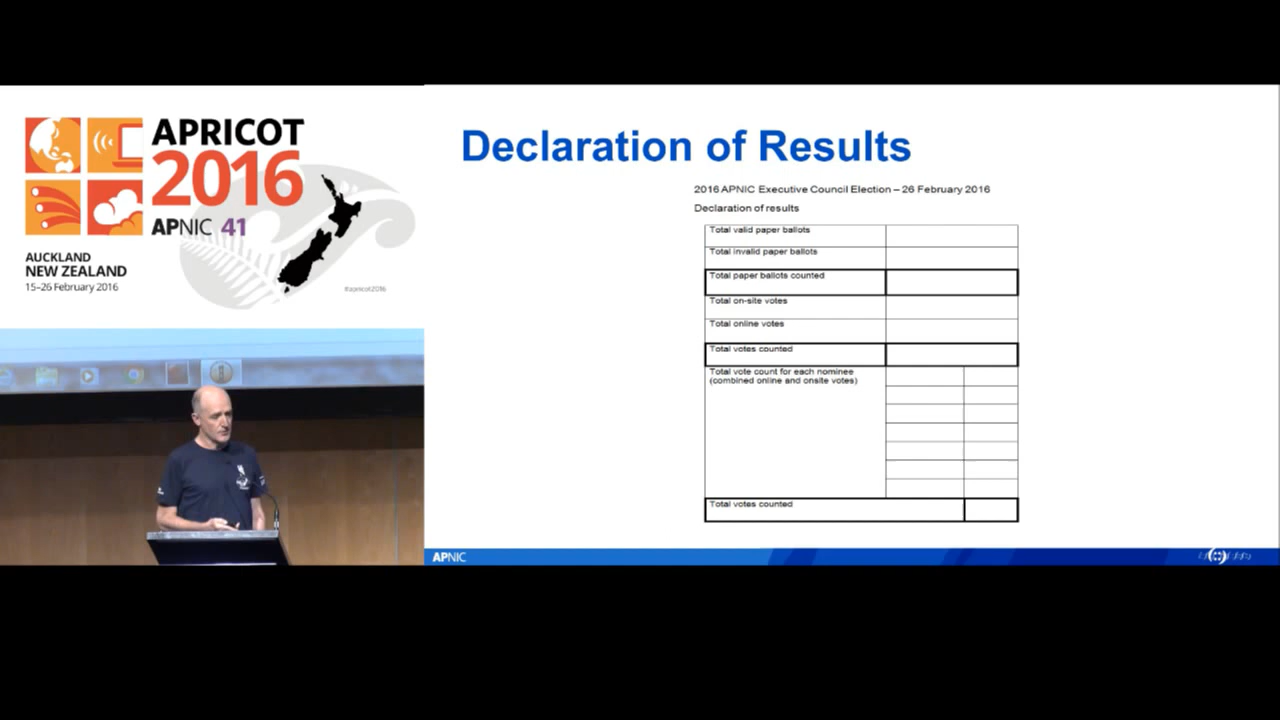 APRICOT
2016
APNIC 41
AUCKLAND
NEW ZEALAND
15–26 February 2016
#apricot2016
Declaration of Results
2016 APNIC Executive Council Election – 26 February 2016
Declaration of results
Total valid paper ballots
Total invalid paper ballots
Total paper ballots counted
Total on-site votes
Total online votes
Total votes counted
Total vote count for each nominee
(combined online and onsite votes)
Total votes counted
APNIC